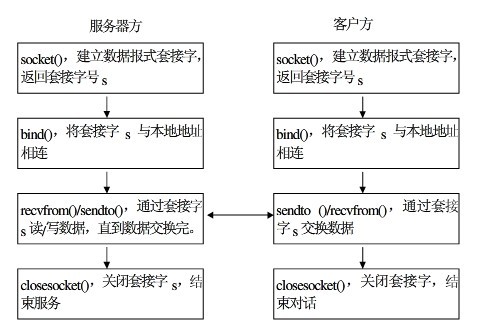 服务器方
客户方
socket()，建立数据报式套接字，
返回套接字号 s
socket()，建立数据报式套接字，
返回套接字号 s
bind()，将套接字 s 与本地地址
相连
bind()，将套接字 s 与本地地址
相连
recvfrom()/sendto()，通过套接字
s 读/写数据，直到数据交换完。
sendto ()/recvfrom()，通过套接
字 s 交换数据
closesocket()，关闭套接字 s，结
束服务
closesocket()，关闭套接字，结
束对话